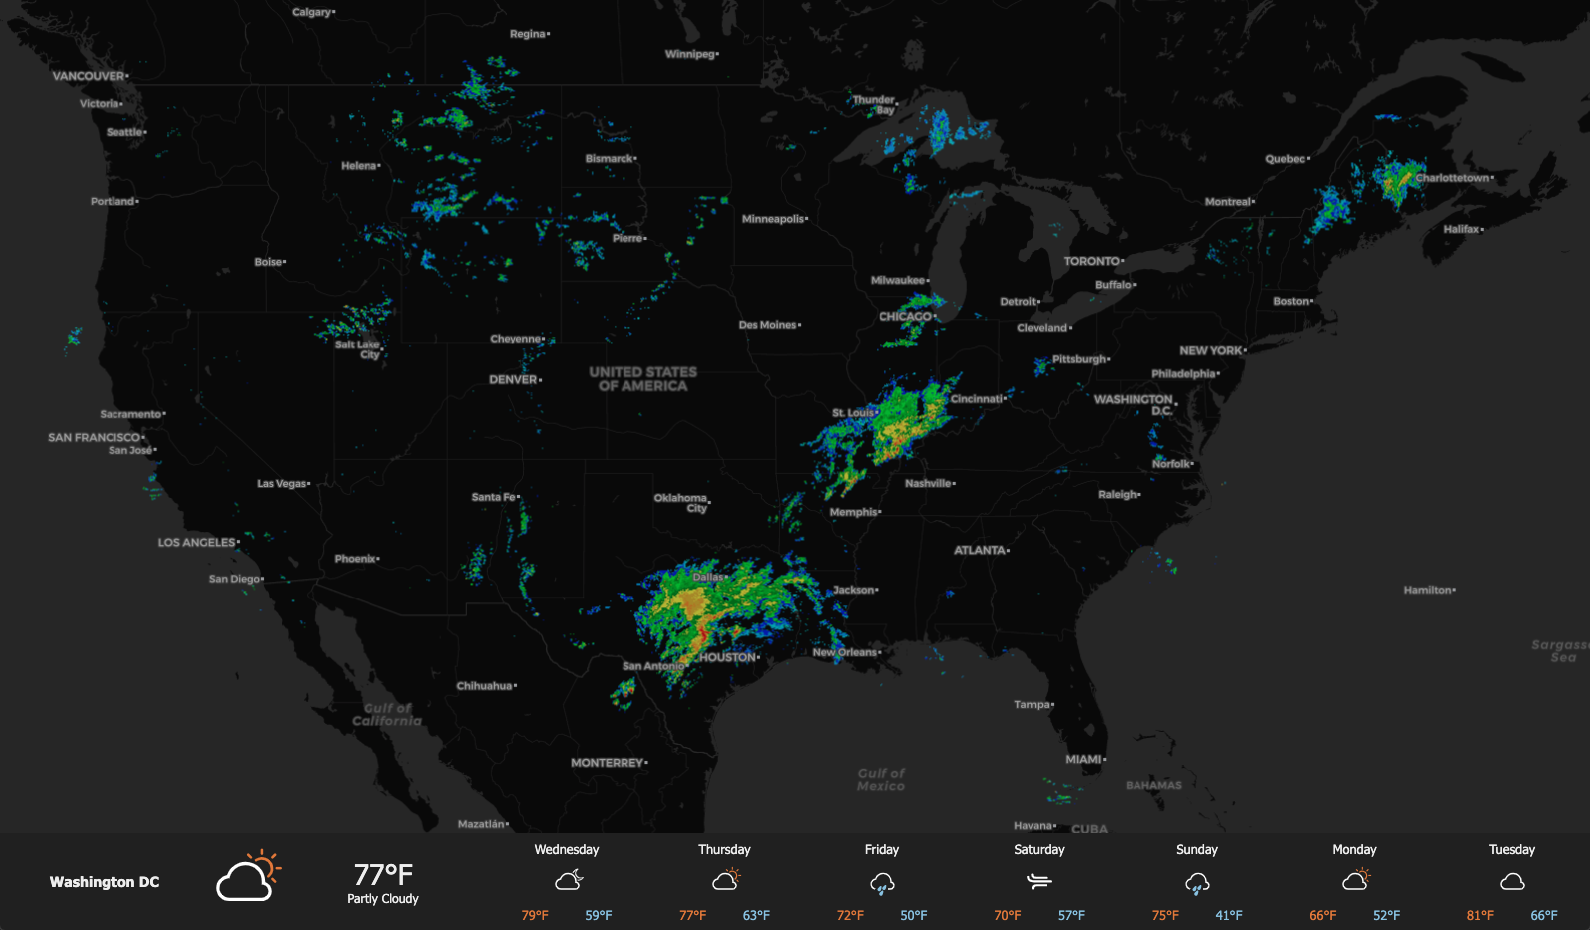 Calgary
Regina
Winnipeg
VANCOUVER
Victoria
Seattle
Thunder
Bay
Helena
Bismarck
Quebec
Charlottetown
Portland
Montreal
Minneapolis
Halifax
Pierre
Boise
TORONTO
Milwaukee
Buffalo
Detroit
Boston
CHICAGO
Des Moines
Cleveland
Salt Lake
City
Cheyenne
NEW YORK
Pittsburgh
DENVER
UNITED STATES
OF AMERICA
Philadelphia
Cincinnati
WASHINGTON
D.C.
Sacramento
St. Louis
SAN FRANCISCO
San José
Norfolk
Las Vegas
Nashville
Santa Fe
Oklahoma
City
Raleigh
Memphis
LOS ANGELES
ATLANTA
Phoenix
San Diego
Dallas
Jackson
Hamilton
Sargasso
Sea
HOUSTON
New Orleans
San Antonio
Chihuahua
Gulf of
California
Tampa
MONTERREY
MIAMI
Gulf of
Mexico
BAHAMAS
Mazatlán
Havana
CUBA
Washington DC
77°F
Partly Cloudy
Wednesday
79°F 59°F
Thursday
77°F 63°F
Friday
72°F 50°F
Saturday
70°F 57°F
Sunday
75°F 41°F
Monday
66°F 52°F
Tuesday
81°F 66°F